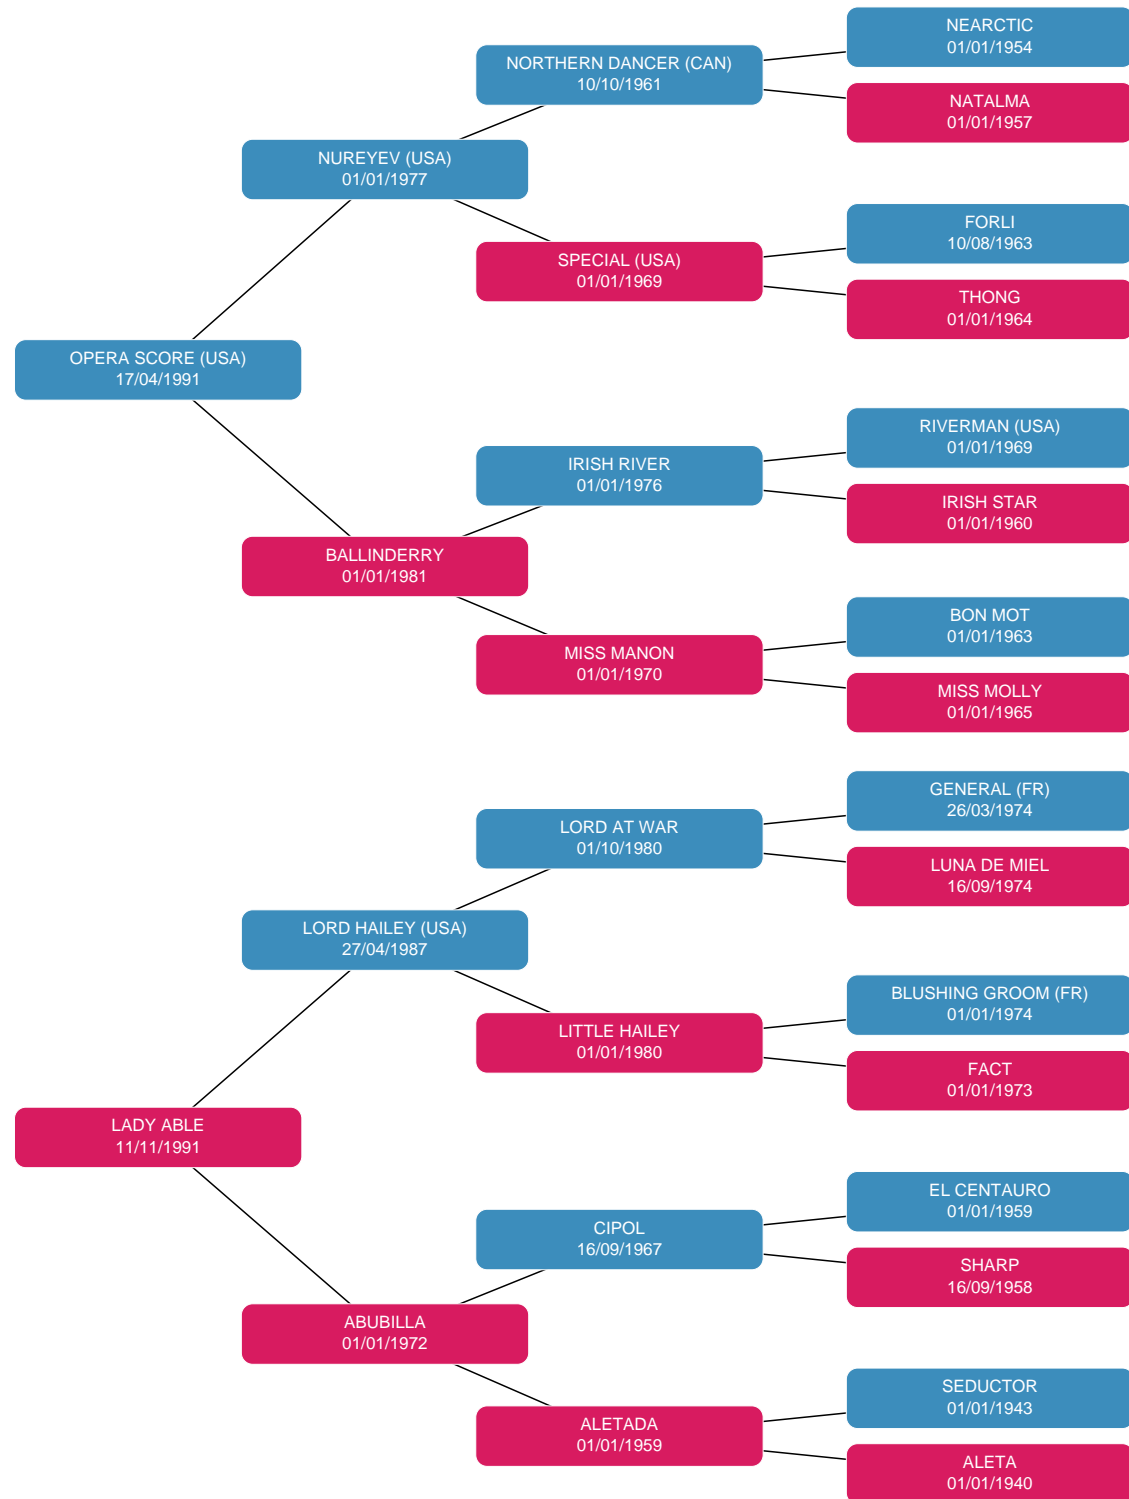 NEARCTIC
01/01/1954
NORTHERN DANCER (CAN)
10/10/1961
NATALMA
01/01/1957
NUREYEV (USA)
01/01/1977
FORLI
10/08/1963
SPECIAL (USA)
01/01/1969
THONG
01/01/1964
OPERA SCORE (USA)
17/04/1991
RIVERMAN (USA)
01/01/1969
IRISH RIVER
01/01/1976
IRISH STAR
01/01/1960
BALLINDERRY
01/01/1981
BON MOT
01/01/1963
MISS MANON
01/01/1970
MISS MOLLY
01/01/1965
GENERAL (FR)
26/03/1974
LORD AT WAR
01/10/1980
LUNA DE MIEL
16/09/1974
LORD HAILEY (USA)
27/04/1987
BLUSHING GROOM (FR)
01/01/1974
LITTLE HAILEY
01/01/1980
FACT
01/01/1973
LADY ABLE
11/11/1991
EL CENTAURO
01/01/1959
CIPOL
16/09/1967
SHARP
16/09/1958
ABUBILLA
01/01/1972
SEDUCTOR
01/01/1943
ALETADA
01/01/1959
ALETA
01/01/1940